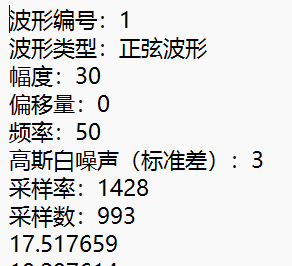 波形编号：1
波形类型：正弦波形
幅度：30
偏移量：0
频率：50
高斯白噪声（标准差）：3
采样率：1428
采样数：993
17.517659